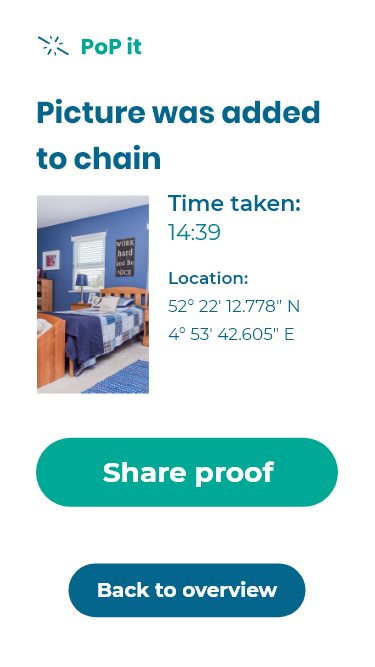 PoP it
Picture was added
to chain
Time taken:
14:39
Location:
52° 22' 12.778" N
4° 53' 42.605" E
WORK
hard
and Be
NICE
Share proof
Back to overview